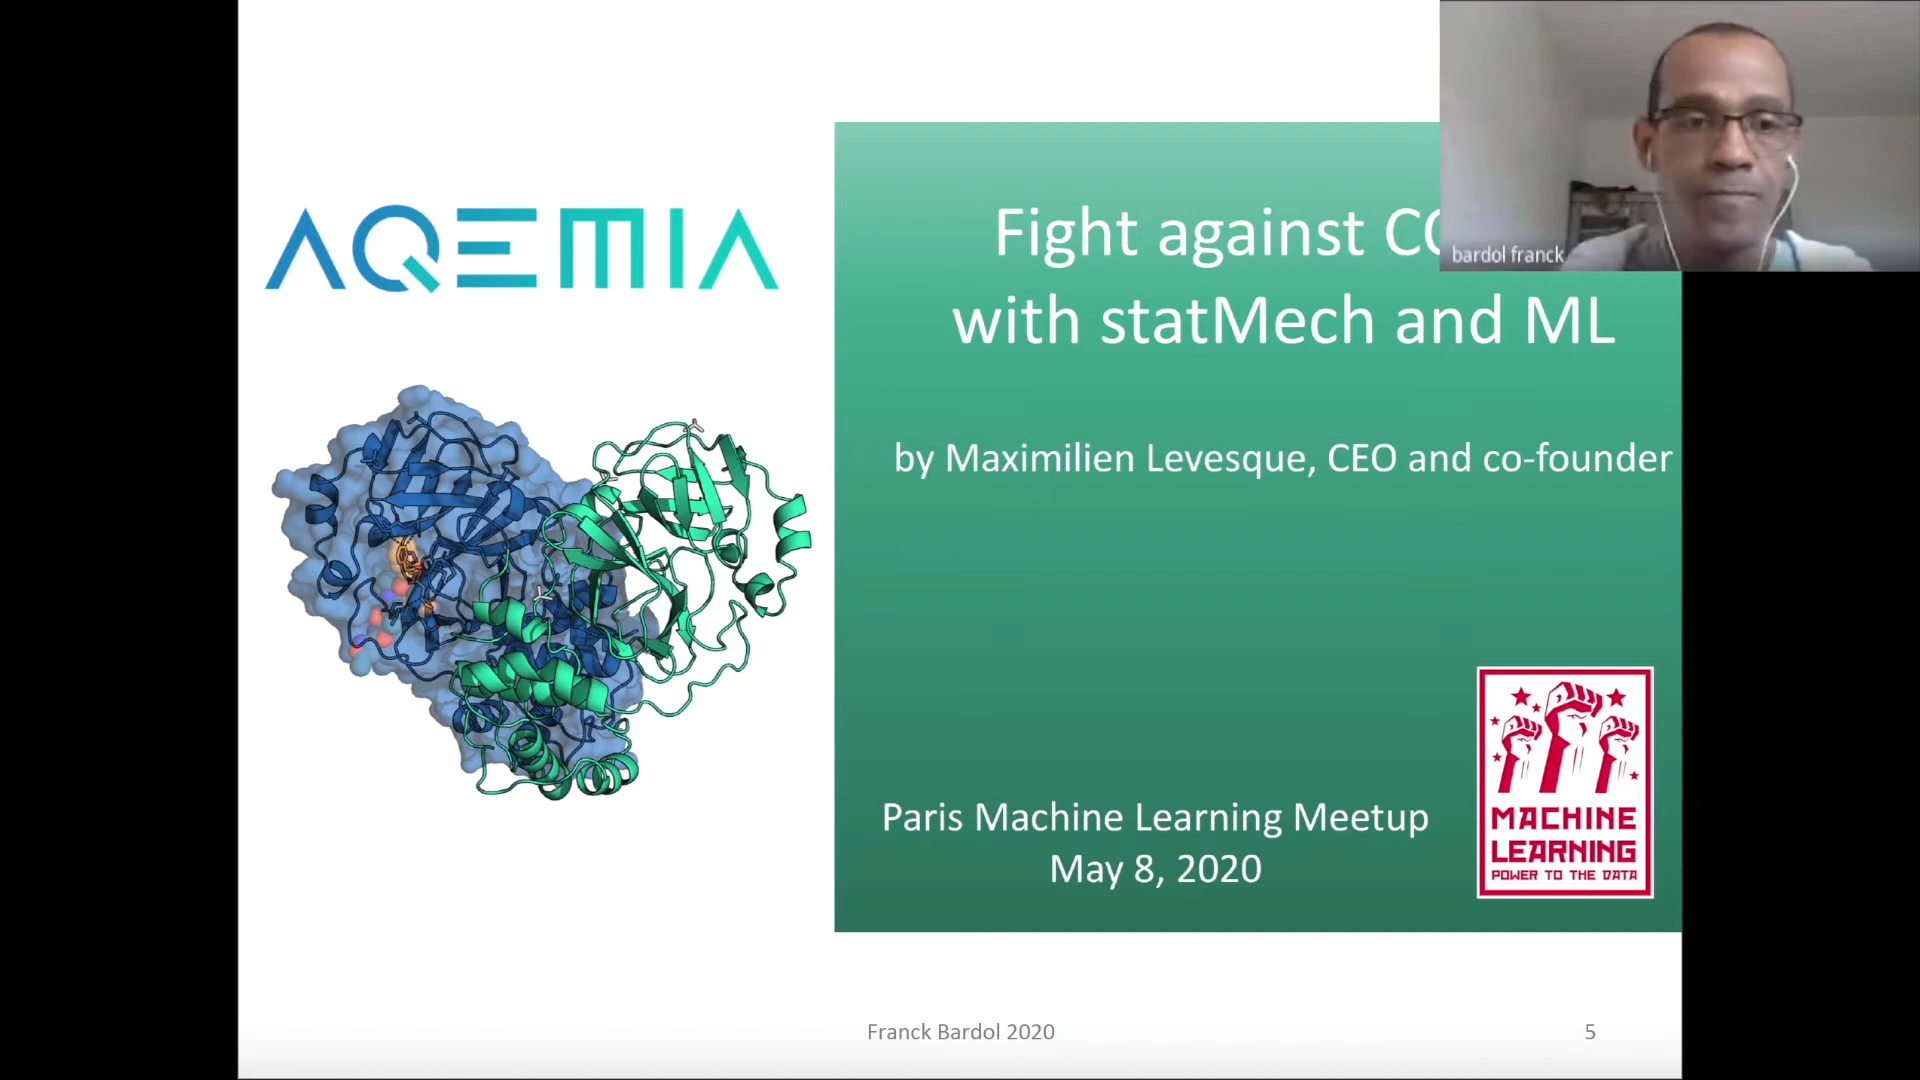 AQEMIA
Fight against
with statMech and ML
by Maximilien Levesque, CEO and co-founder
Paris Machine Learning Meetup
May 8, 2020
MACHINE
LEARNING
POWER TO THE DATA
bardol franck
Franck Bardol 2020
5